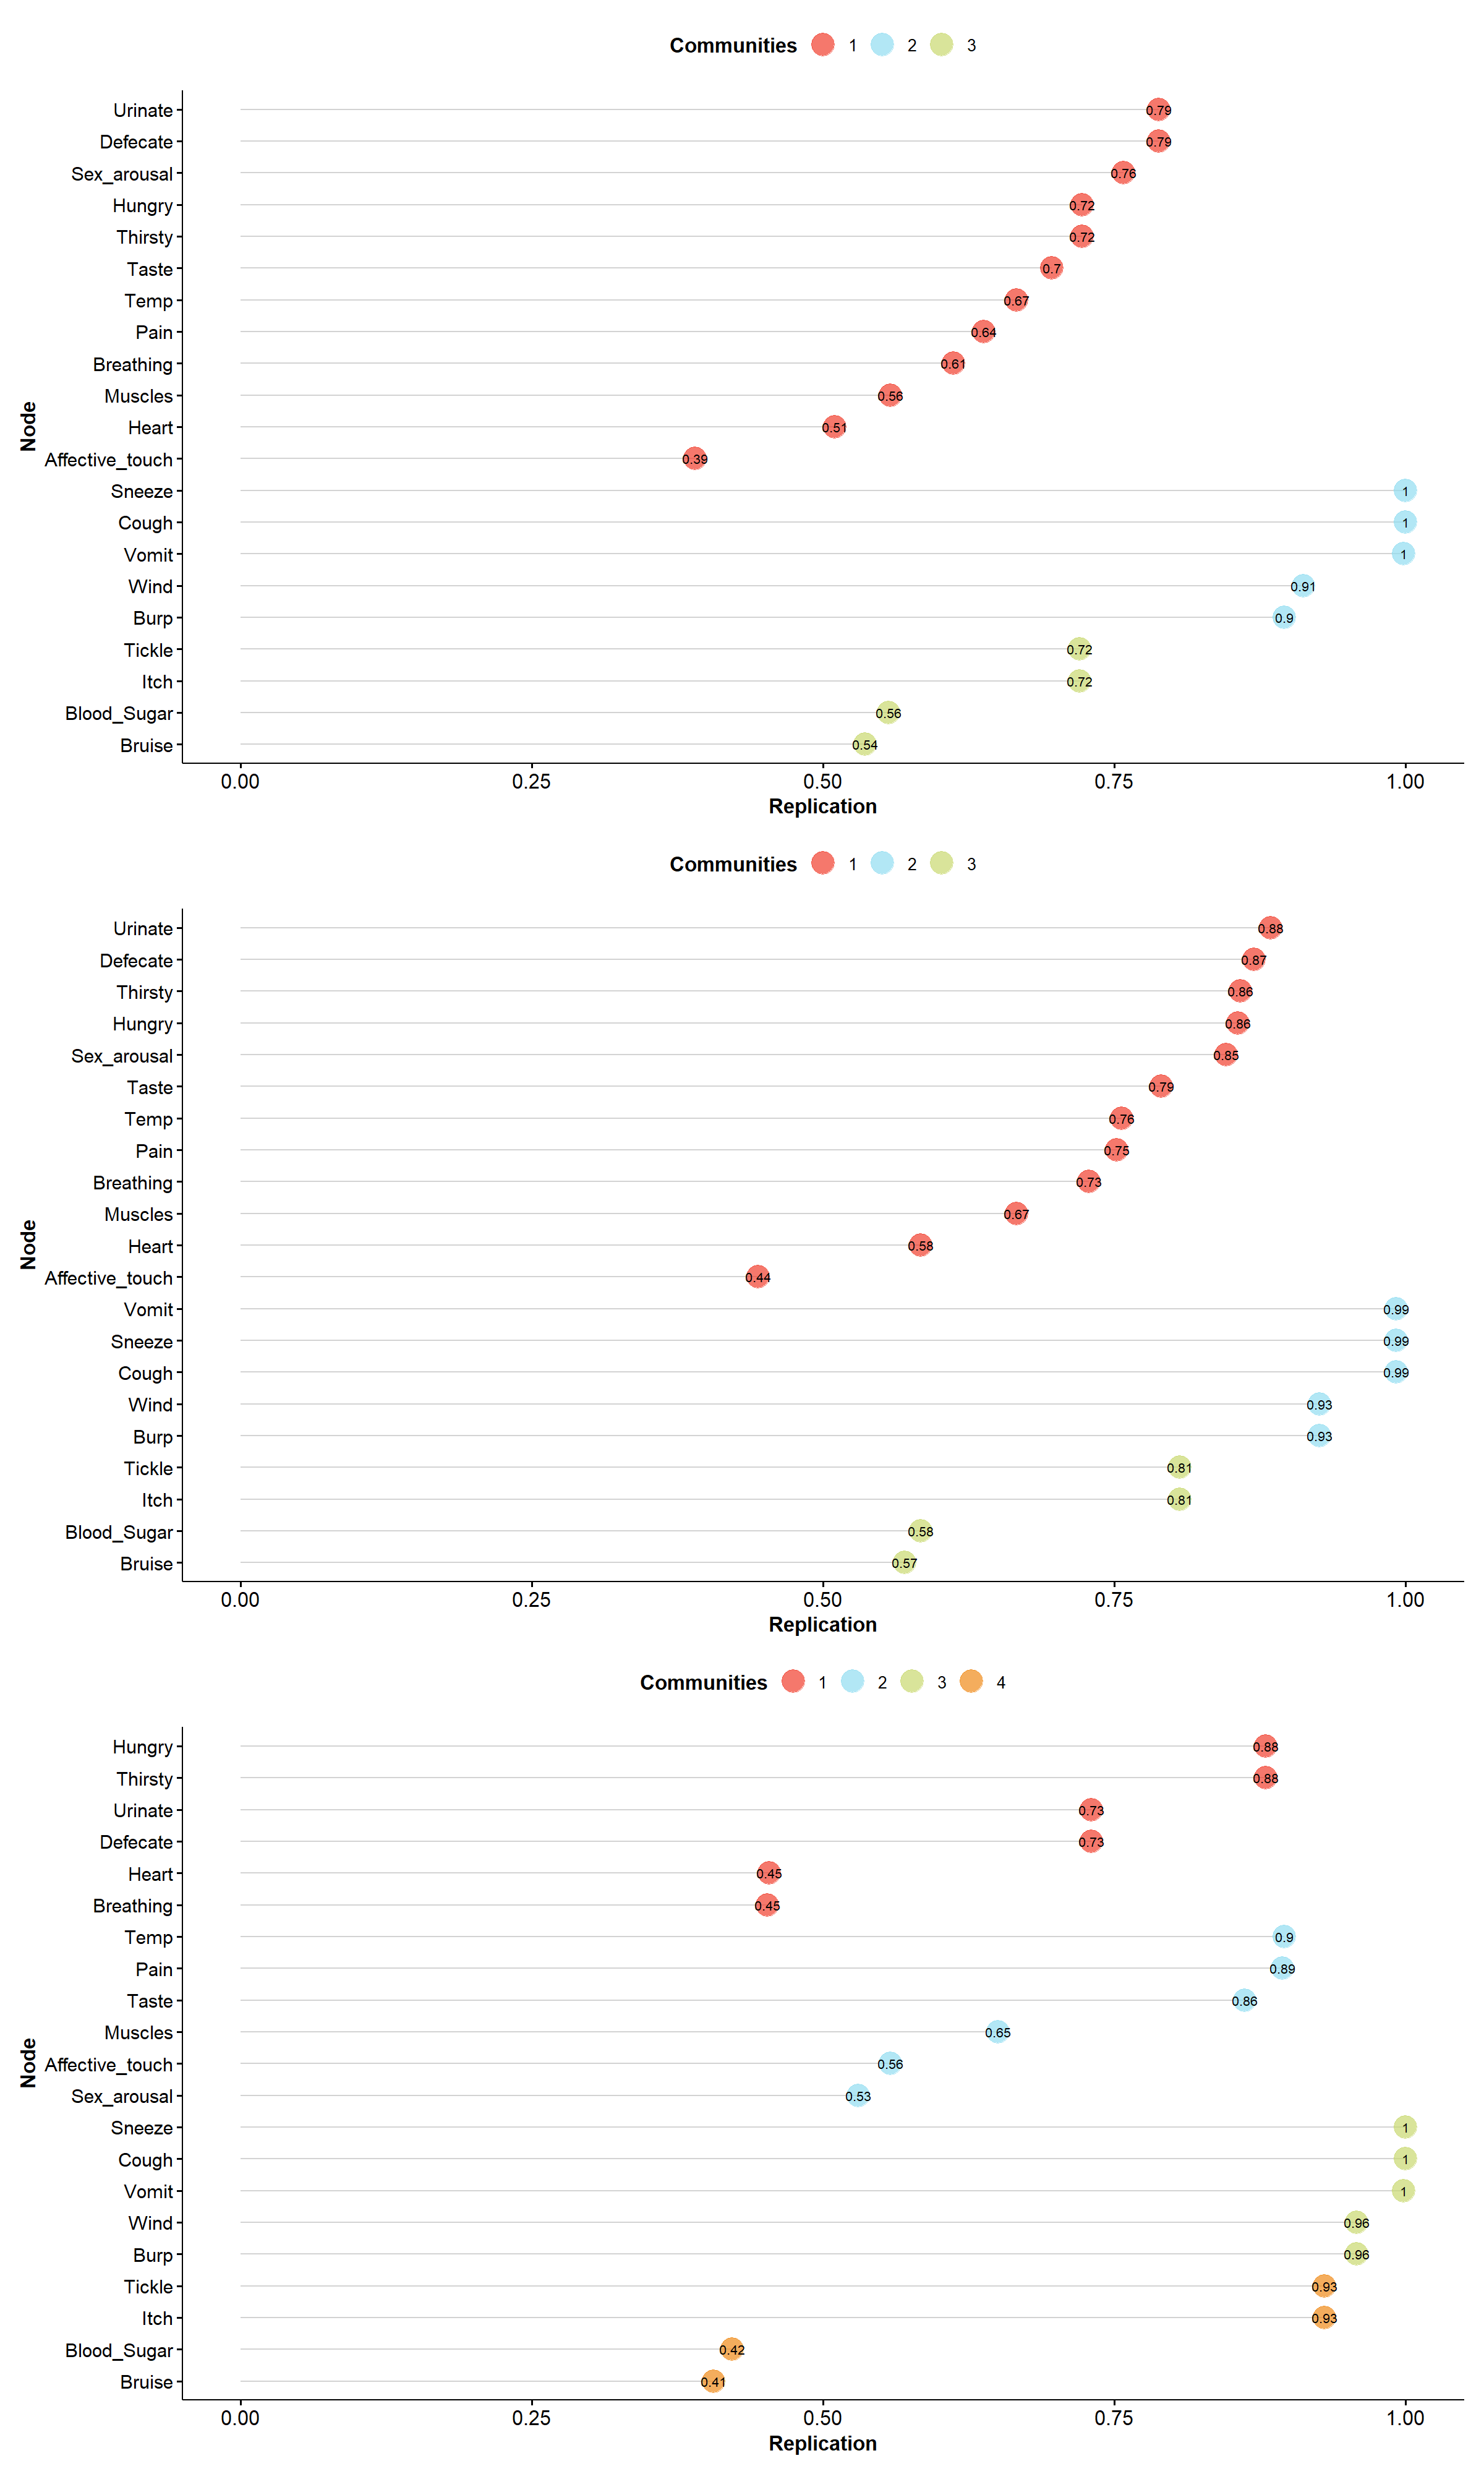 Communities 1 2 3
Urinate 0.79
Defecate 0.79
Sex_arousal 0.76
Hungry 0.72
Thirsty 0.72
Taste 0.7
Temp 0.67
Pain 0.64
Breathing 0.61
Muscles 0.56
Heart 0.51
Affective_touch 0.39
Sneeze 1
Cough 1
Vomit 1
Wind 0.91
Burp 0.9
Tickle 0.72
Itch 0.72
Blood_Sugar 0.56
Bruise 0.54
Node
0.00 0.25 0.50 0.75 1.00
Replication
Communities 1 2 3
Urinate 0.88
Defecate 0.87
Thirsty 0.86
Hungry 0.86
Sex_arousal 0.85
Taste 0.79
Temp 0.76
Pain 0.75
Breathing 0.73
Muscles 0.67
Heart 0.58
Affective_touch 0.44
Vomit 0.99
Sneeze 0.99
Cough 0.99
Wind 0.93
Burp 0.93
Tickle 0.81
Itch 0.81
Blood_Sugar 0.58
Bruise 0.57
Node
0.00 0.25 0.50 0.75 1.00
Replication
Communities 1 2 3 4
Hungry 0.88
Thirsty 0.88
Urinate 0.73
Defecate 0.73
Heart 0.45
Breathing 0.45
Temp 0.9
Pain 0.89
Taste 0.86
Muscles 0.65
Affective_touch 0.56
Sex_arousal 0.53
Sneeze 1
Cough 1
Vomit 1
Wind 0.96
Burp 0.96
Tickle 0.93
Itch 0.93
Blood_Sugar 0.42
Bruise 0.41
Node
0.00 0.25 0.50 0.75 1.00
Replication